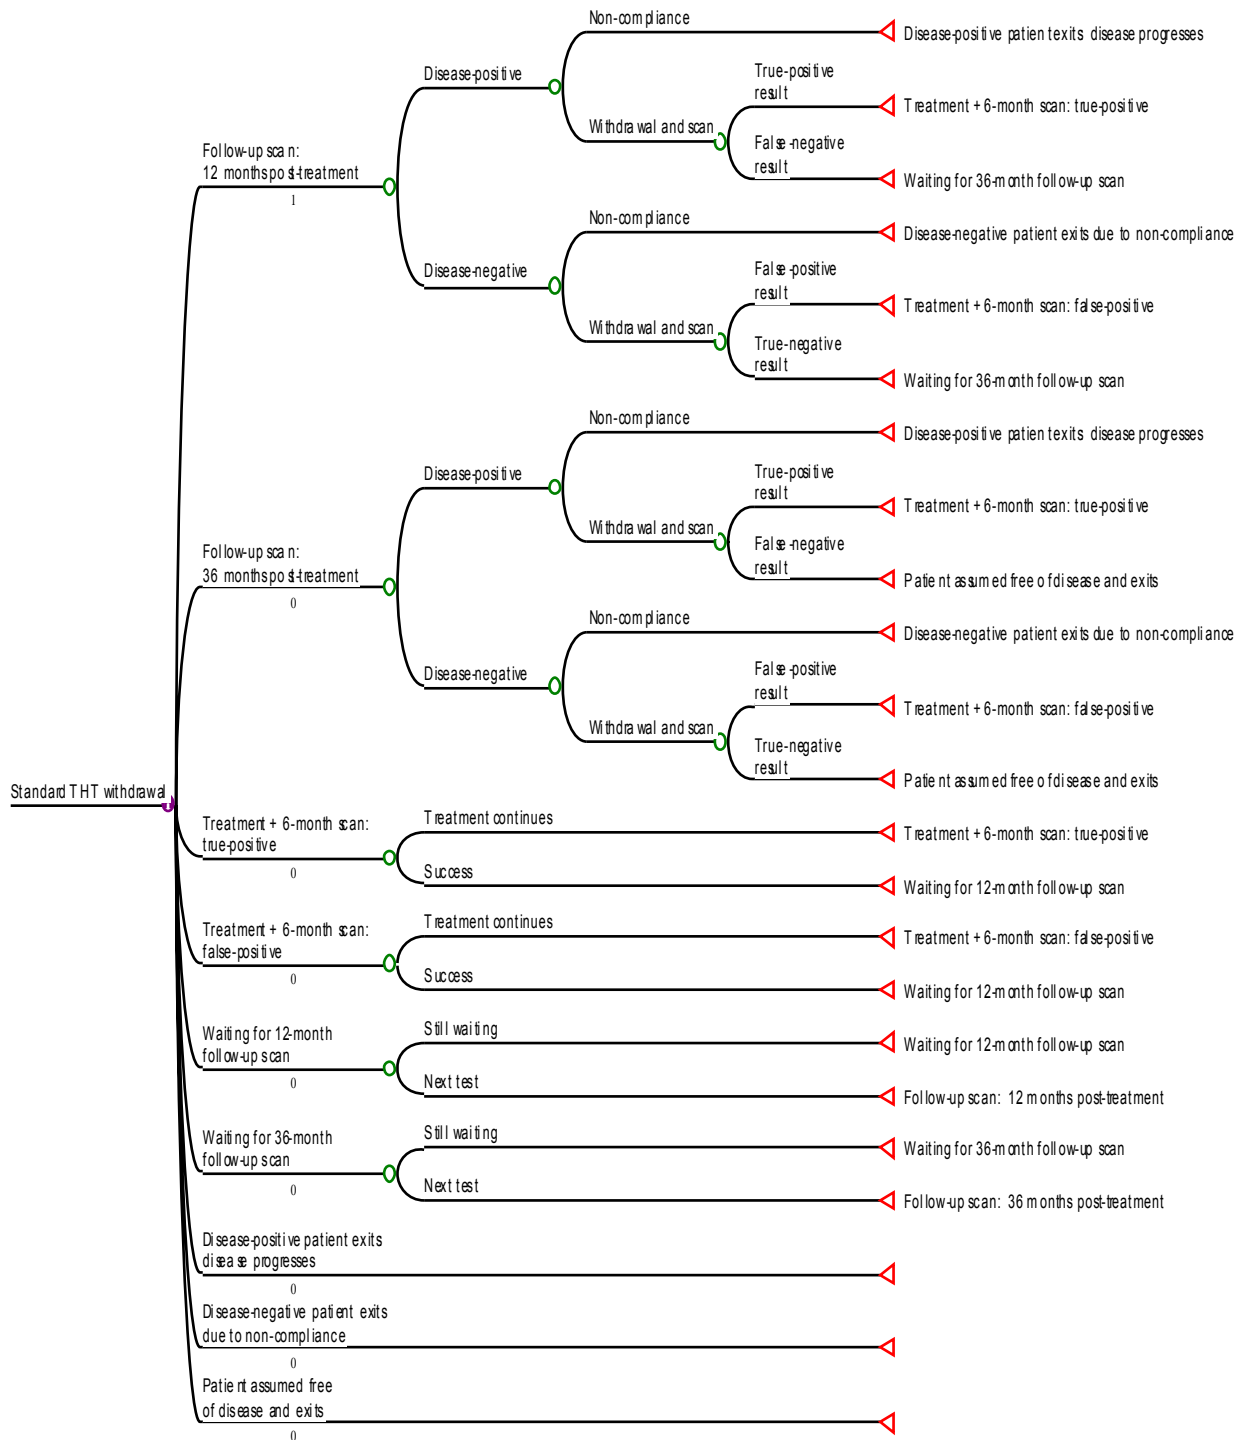 Non-compliance
Disease-positive patient exits disease progresses
Disease-positive
True-positive
result
Treatment + 6-month scan: true-positive
Withdrawal and scan
False-negative
result
Waiting for 36-month follow-up scan
Follow-up scan:
12 months post-treatment
1
Non-compliance
Disease-negative patient exits due to non-compliance
Disease-negative
False-positive
result
Treatment + 6-month scan: false-positive
Withdrawal and scan
True-negative
result
Waiting for 36-month follow-up scan
Non-compliance
Disease-positive patient exits disease progresses
Disease-positive
True-positive
result
Treatment + 6-month scan: true-positive
Withdrawal and scan
False-negative
result
Patient assumed free of disease and exits
Follow-up scan:
36 months post-treatment
0
Non-compliance
Disease-negative patient exits due to non-compliance
Disease-negative
False-positive
result
Treatment + 6-month scan: false-positive
Withdrawal and scan
True-negative
result
Patient assumed free of disease and exits
Standard THT withdrawal
Treatment + 6-month scan:
true-positive
0
Treatment continues
Treatment + 6-month scan: true-positive
Success
Waiting for 12-month follow-up scan
Treatment + 6-month scan:
false-positive
0
Treatment continues
Treatment + 6-month scan: false-positive
Success
Waiting for 12-month follow-up scan
Waiting for 12-month
follow-up scan
0
Still waiting
Waiting for 12-month follow-up scan
Next test
Follow-up scan: 12 months post-treatment
Waiting for 36-month
follow-up scan
0
Still waiting
Waiting for 36-month follow-up scan
Next test
Follow-up scan: 36 months post-treatment
Disease-positive patient exits
disease progresses
0
Disease-negative patient exits
due to non-compliance
0
Patient assumed free
of disease and exits
0